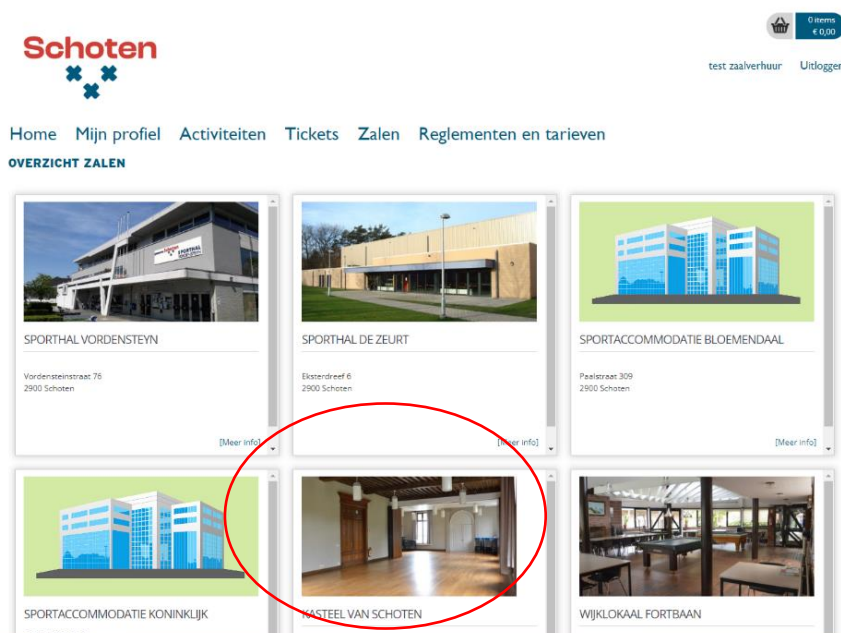 0 items
€ 0,00
Schoten
test zaalverhuur Uitlogger
Home Mijn profiel Activiteiten Tickets Zalen Reglementen en tarieven
OVERZICHT ZALEN
SPORTHAL
SPORTHAL VORDENSTEYN
Vordensteinstraat 76
2900 Schoten
[Meer info]
SPORTHAL DE ZEURT
Eksterdreef 6
2900 Schoten
[Meer info]
SPORTACCOMMODATIE BLOEMENDAAL
Paalstraat 309
2900 Schoten
[Meer info]
SPORTACCOMMODATIE KONINKLIJK
KASTEEL VAN SCHOTEN
WIJKLOKAAL FORTBAAN